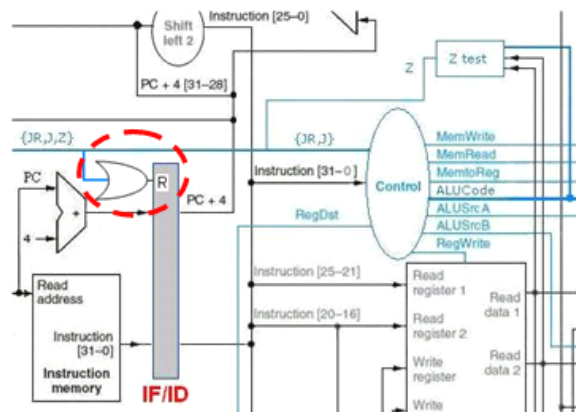 Shift
left 2
Instruction [25–0]
PC + 4 [31–28]
Z
Z test
{JR,J,Z}
{JR,J}
PC
+
4
R
PC + 4
Instruction [31–0]
RegDst
Control
MemWrite
MemRead
MemtoReg
ALUCode
ALUSrcA
ALUSrcB
RegWrite
Read
address
Instruction
[31–0]
Instruction
memory
IF/ID
Instruction [25–21]
Instruction [20–16]
Read
register 1
Read
register 2
Write
register
Write
Read
data 1
Read
data 2